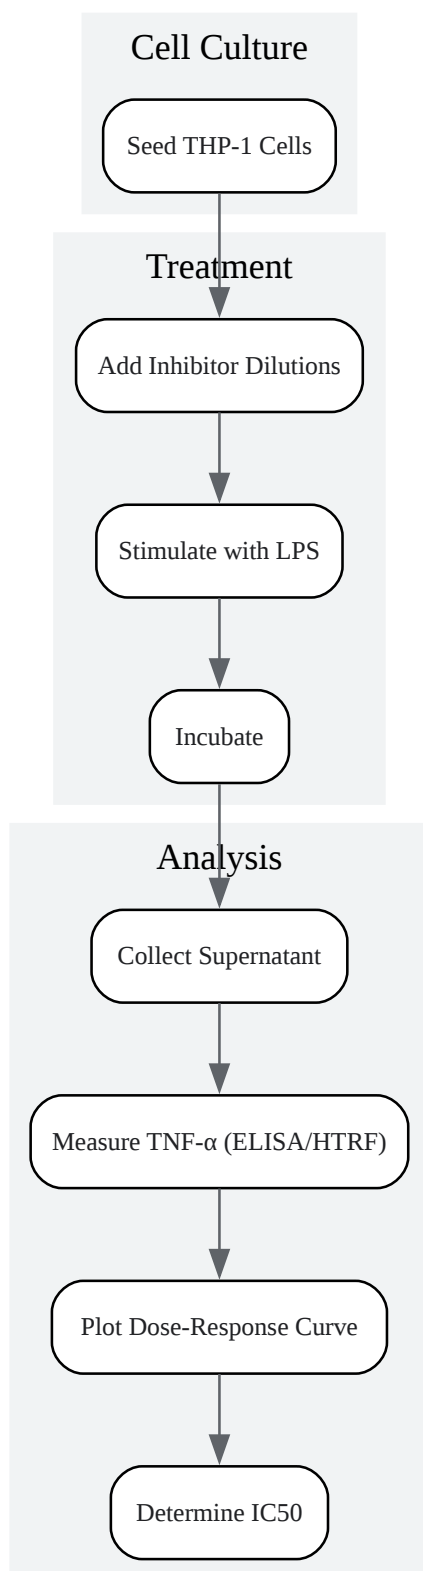 Cell Culture
Seed THP-1 Cells
Treatment
Add Inhibitor Dilutions
Stimulate with LPS
Incubate
Analysis
Collect Supernatant
Measure TNF-α (ELISA/HTRF)
Plot Dose-Response Curve
Determine IC50